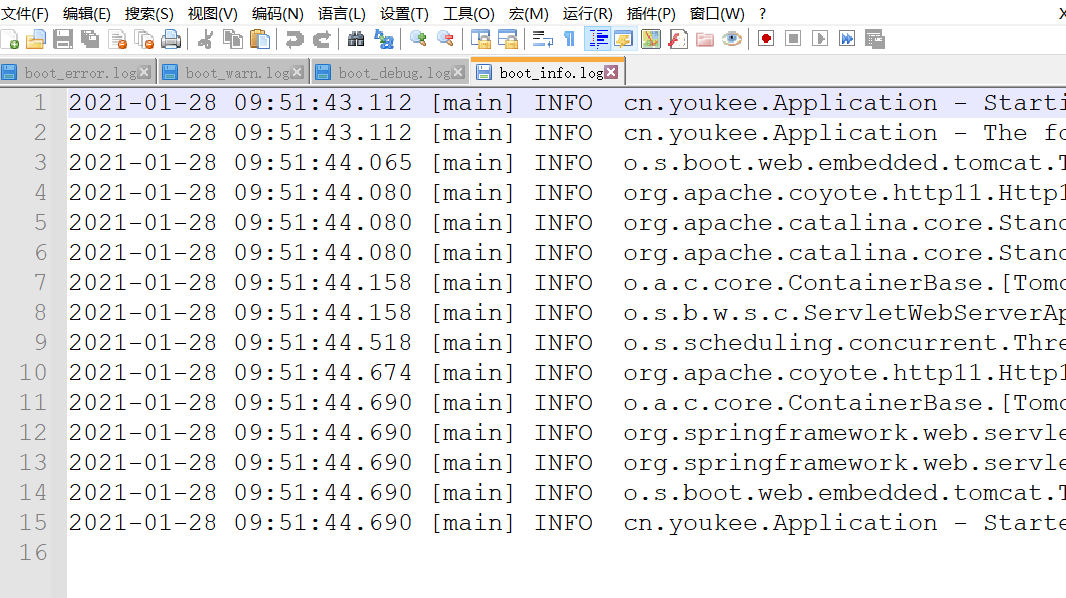 文件(F) 编辑(E) 搜索(S) 视图(V) 编码(N) 语言(L) 设置(T) 工具(O) 宏(M) 运行(R) 插件(P) 窗口(W) ? X
boot_error.log boot_warn.log boot_debug.log boot_info.log
1 2021-01-28 09:51:43.112 [main] INFO cn.youkee.Application - Starti
2 2021-01-28 09:51:43.112 [main] INFO cn.youkee.Application - The fo
3 2021-01-28 09:51:44.065 [main] INFO o.s.boot.web.embedded.tomcat.T
4 2021-01-28 09:51:44.080 [main] INFO org.apache.coyote.http11.Http1
5 2021-01-28 09:51:44.080 [main] INFO org.apache.catalina.core.Stand
6 2021-01-28 09:51:44.080 [main] INFO org.apache.catalina.core.Stand
7 2021-01-28 09:51:44.158 [main] INFO o.a.c.core.ContainerBase.[Tomc
8 2021-01-28 09:51:44.158 [main] INFO o.s.b.w.s.c.ServletWebServerAp
9 2021-01-28 09:51:44.518 [main] INFO o.s.scheduling.concurrent.Thre
10 2021-01-28 09:51:44.674 [main] INFO org.apache.coyote.http11.Http1
11 2021-01-28 09:51:44.690 [main] INFO o.a.c.core.ContainerBase.[Tomc
12 2021-01-28 09:51:44.690 [main] INFO org.springframework.web.servle
13 2021-01-28 09:51:44.690 [main] INFO org.springframework.web.servle
14 2021-01-28 09:51:44.690 [main] INFO o.s.boot.web.embedded.tomcat.T
15 2021-01-28 09:51:44.690 [main] INFO cn.youkee.Application - Starte
16